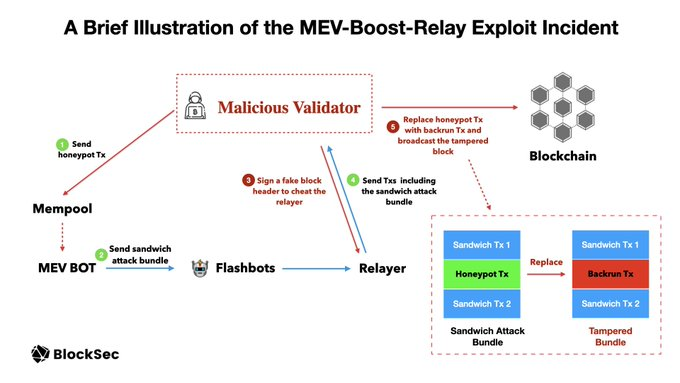 A Brief Illustration of the MEV-Boost-Relay Exploit Incident
Malicious Validator
1 Send
honeypot Tx
5 Replace honeypot Tx
with backrun Tx and
broadcast the tampered
block
Blockchain
3 Sign a fake block
header to cheat the
relayer
4 Send Txs including
the sandwich attack
bundle
Mempool
MEV BOT
2 Send sandwich
attack bundle
Flashbots
Relayer
Sandwich Tx 1
Honeypot Tx
Sandwich Tx 2
Sandwich Attack
Bundle
Replace
Sandwich Tx 1
Backrun Tx
Sandwich Tx 2
Tampered
Bundle
BlockSec